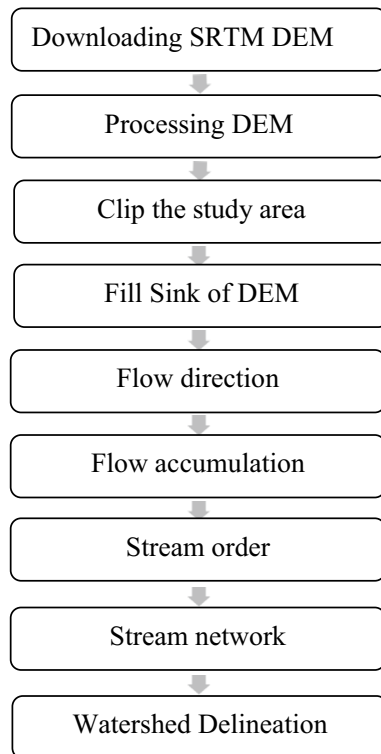 Downloading SRTM DEM
Processing DEM
Clip the study area
Fill Sink of DEM
Flow direction
Flow accumulation
Stream order
Stream network
Watershed Delineation